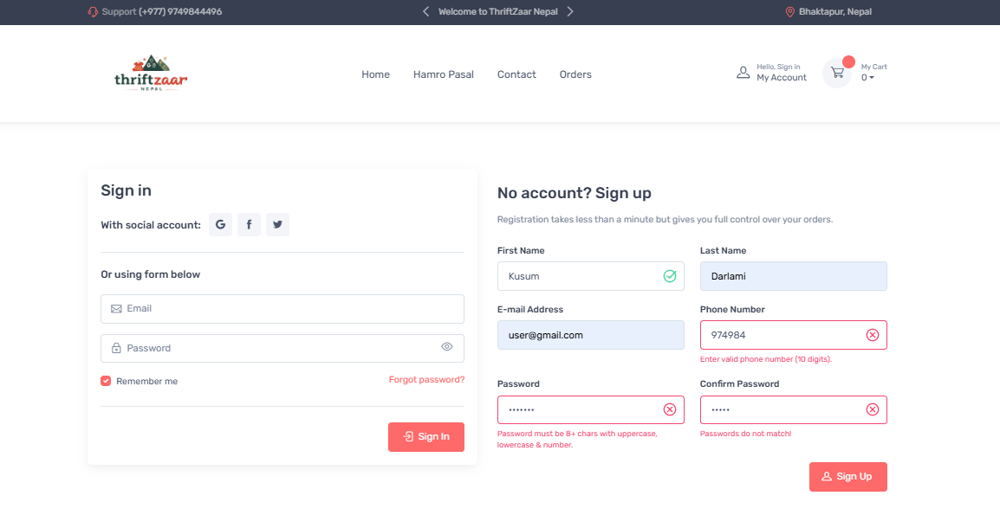 Support (+977) 9749844496
Welcome to ThriftZaar Nepal
Bhaktapur, Nepal
thriftzaar
NEPAL
Home
Hamro Pasal
Contact
Orders
Hello, Sign in
My Account
My Cart
0
Sign in
With social account:
Or using form below
Email
Password
Remember me
Forgot password?
Sign In
No account? Sign up
Registration takes less than a minute but gives you full control over your orders.
First Name
Last Name
Kusum
Darlami
E-mail Address
Phone Number
user@gmail.com
974984
Enter valid phone number (10 digits).
Password
Confirm Password
•••••••
•••••
Password must be 8+ chars with uppercase,
lowercase & number.
Passwords do not match!
Sign Up